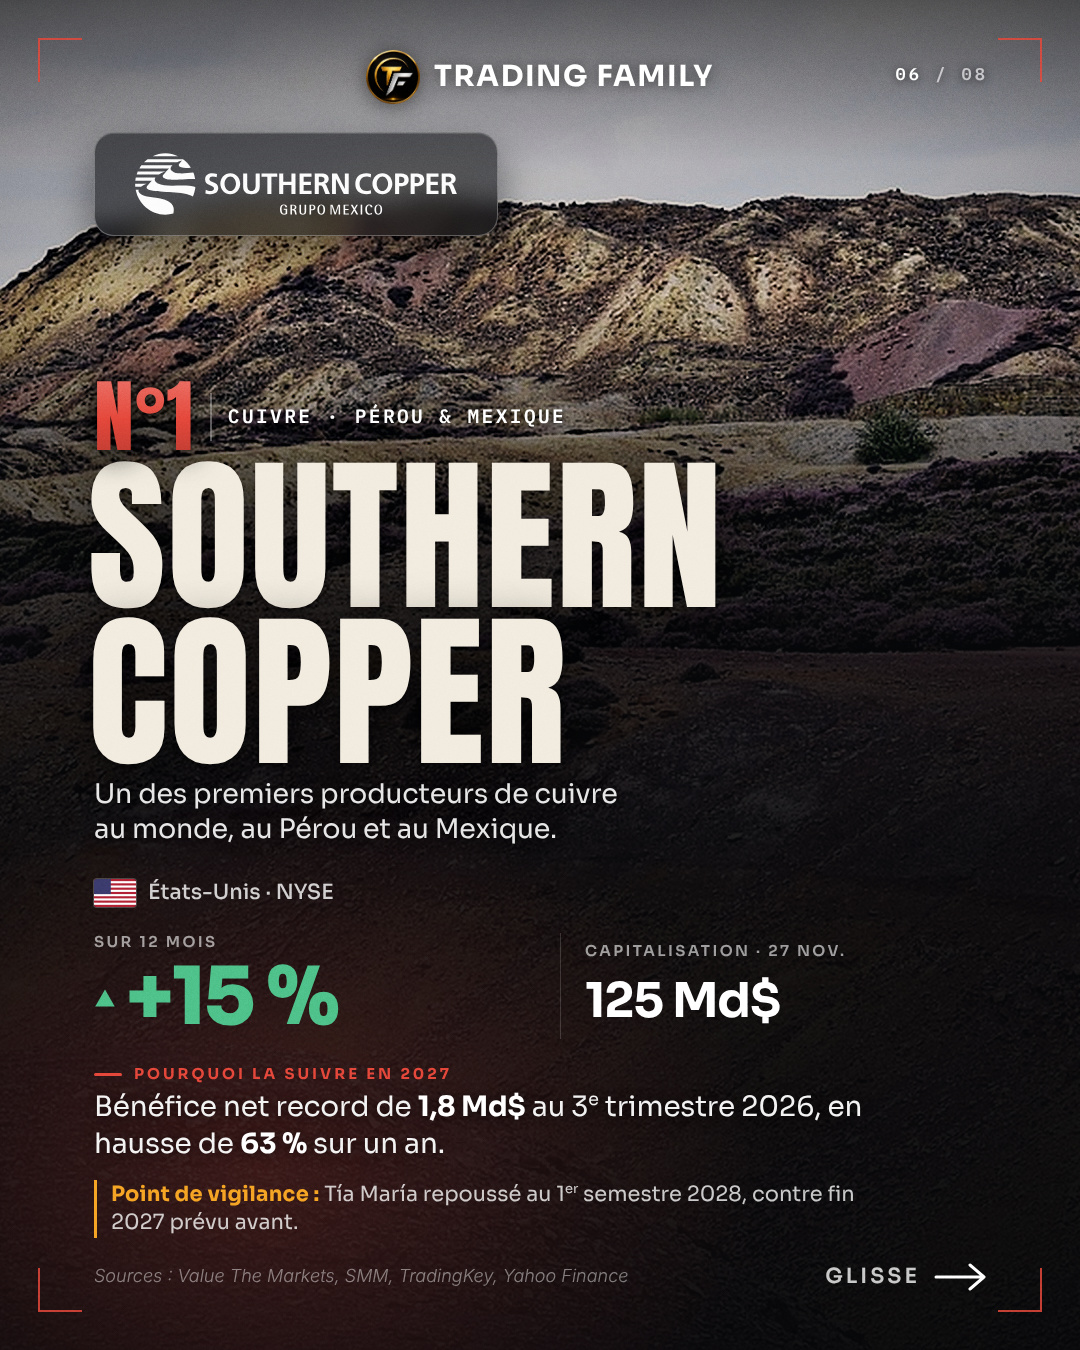 TF TRADING FAMILY
06 / 08
SOUTHERN COPPER
GRUPO MEXICO
Nº1
CUIVRE · PÉROU & MEXIQUE
SOUTHERN
COPPER
Un des premiers producteurs de cuivre
au monde, au Pérou et au Mexique.
États-Unis · NYSE
SUR 12 MOIS
+15 %
CAPITALISATION · 27 NOV.
125 Md$
POURQUOI LA SUIVRE EN 2027
Bénéfice net record de 1,8 Md$ au 3e trimestre 2026, en
hausse de 63 % sur un an.
Point de vigilance : Tía María repoussé au 1er semestre 2028, contre fin
2027 prévu avant.
Sources : Value The Markets, SMM, TradingKey, Yahoo Finance
GLISSE